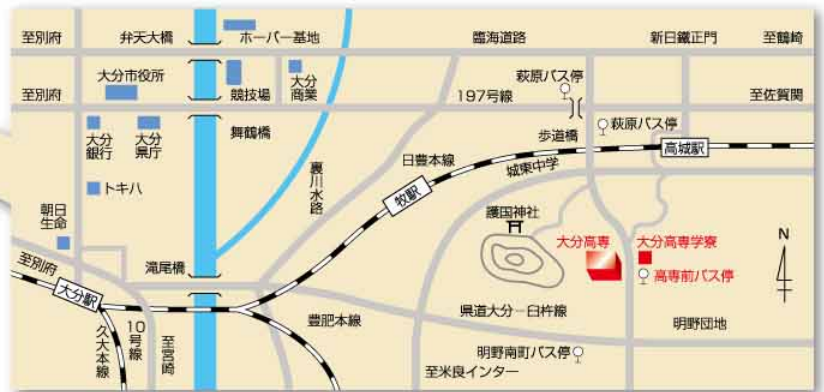 至別府
弁天大橋
ホーバー基地
臨海道路
新日鐵正門
至鶴崎
大分市役所
競技場
大分
商業
萩原バス停
至別府
197号線
至佐賀関
大分
銀行
大分
県庁
舞鶴橋
歩道橋
萩原バス停
トキハ
裏川水路
日豊本線
城東中学
高城駅
牧駅
朝日
生命
護国神社
大分高専
大分高専学寮
高専前バス停
N
至別府
滝尾橋
大分駅
久大本線
10号線
至宮崎
豊肥本線
県道大分−臼杵線
明野団地
明野南町バス停
至米良インター